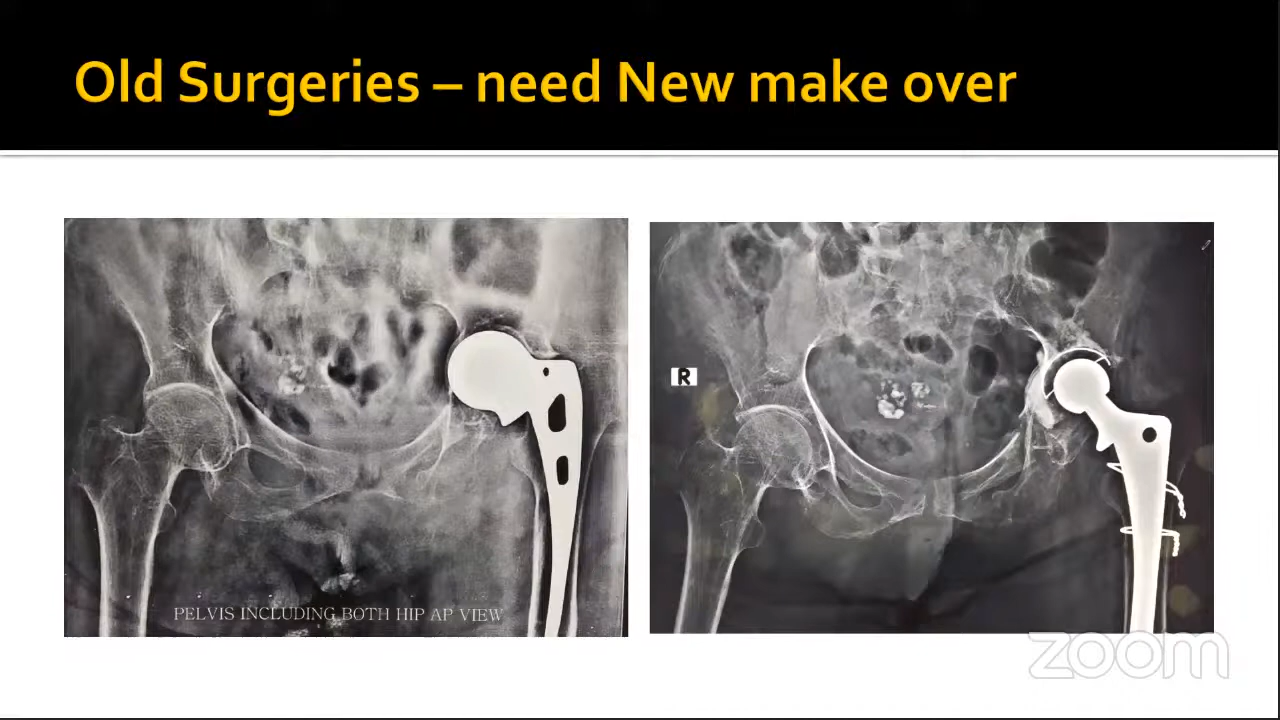 Old Surgeries – need New make over
R
PELVIS INCLUDING BOTH HIP AP VIEW
zoom